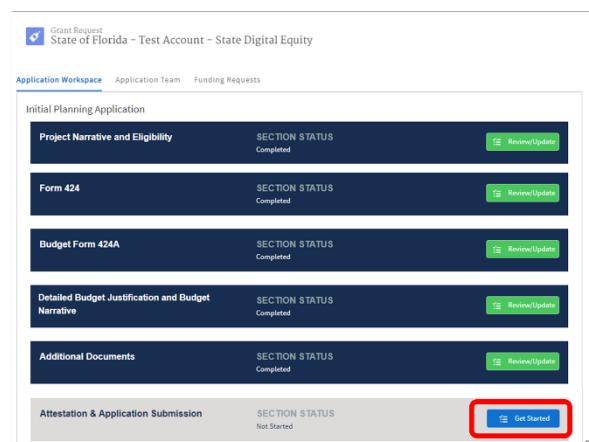 Grant Request
State of Florida - Test Account - State Digital Equity
Application Workspace Application Team Funding Requests
Initial Planning Application
Project Narrative and Eligibility SECTION STATUS Review/Update
Completed
Form 424 SECTION STATUS Review/Update
Completed
Budget Form 424A SECTION STATUS Review/Update
Completed
Detailed Budget Justification and Budget SECTION STATUS Review/Update
Narrative Completed
Additional Documents SECTION STATUS Review/Update
Completed
Attestation & Application Submission SECTION STATUS Get Started
Not Started